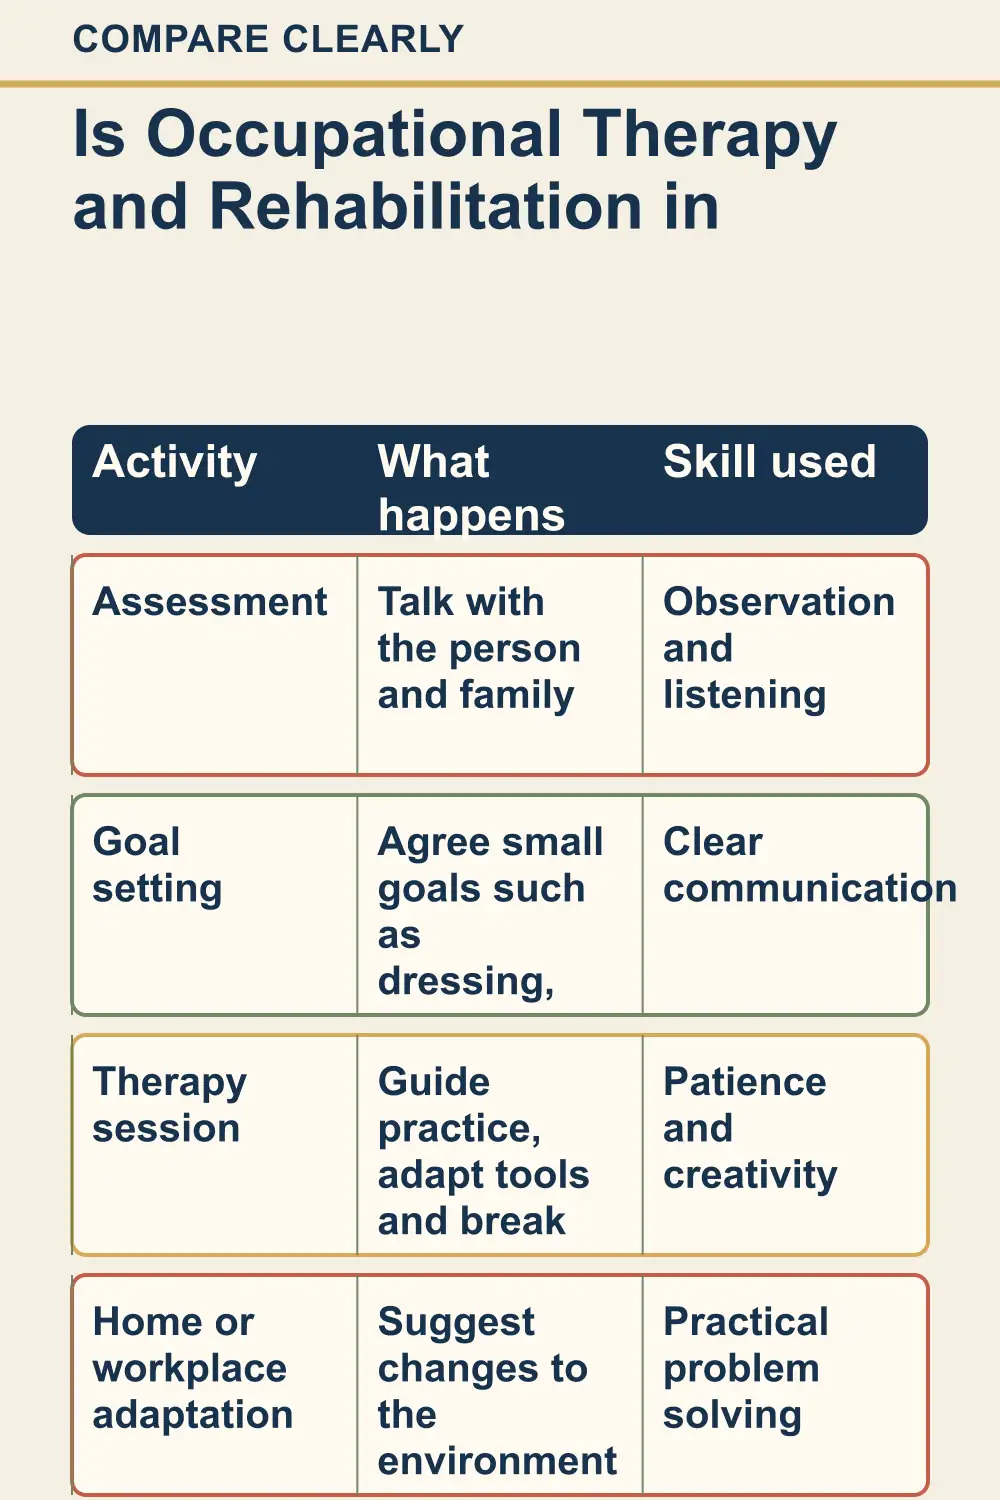 COMPARE CLEARLY
Is Occupational Therapy
and Rehabilitation in
Activity
What
happens
Skill used
Assessment
Talk with
the person
and family
Observation
and
listening
Goal
setting
Agree small
goals such
as
dressing,
Clear
communication
Therapy
session
Guide
practice,
adapt tools
and break
Patience
and
creativity
Home or
workplace
adaptation
Suggest
changes to
the
environment
Practical
problem
solving